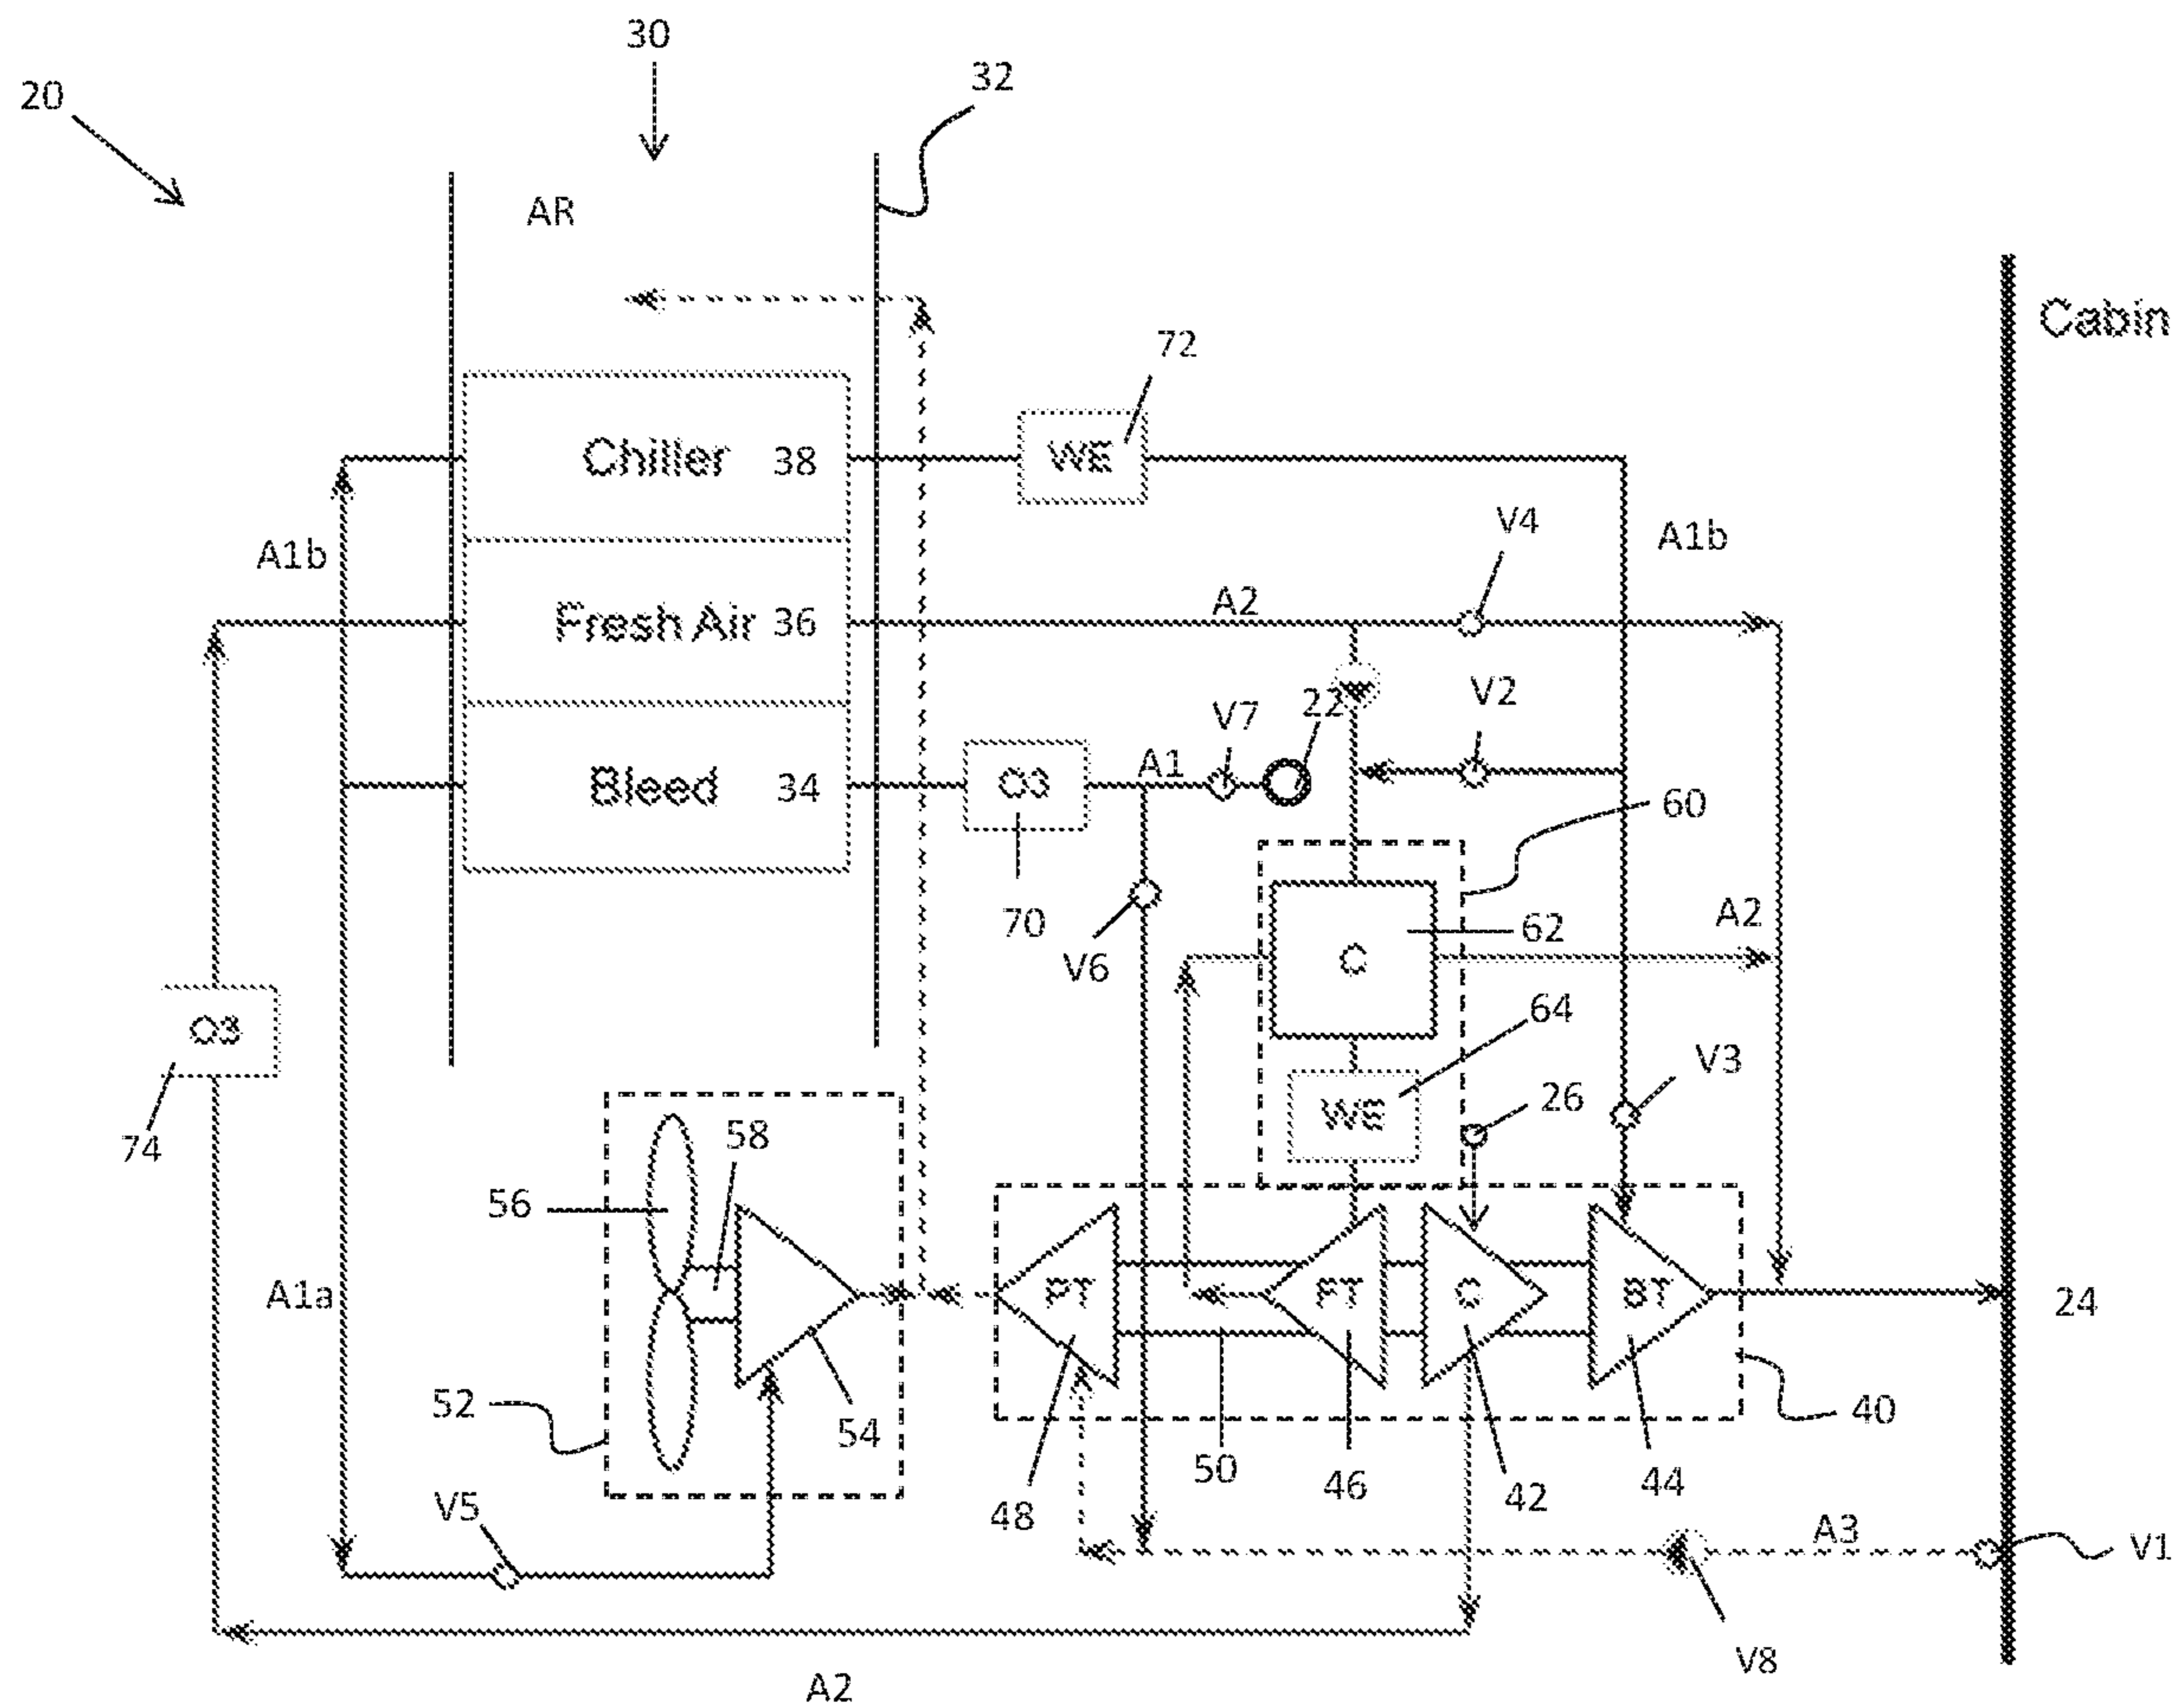 30
32
20
AR
Cabin
72
Chiller 38
WE
V4
A1b
A1b
A2
Fresh Air 36
V2
V7
22
A1
Bleed 34
O3
60
70
V6
62
A2
C
64
O3
WE
26
V3
74
58
56
A1a
PT
FT
C
BT
24
52
54
40
50
46
42
44
48
V5
A3
V1
V8
A2